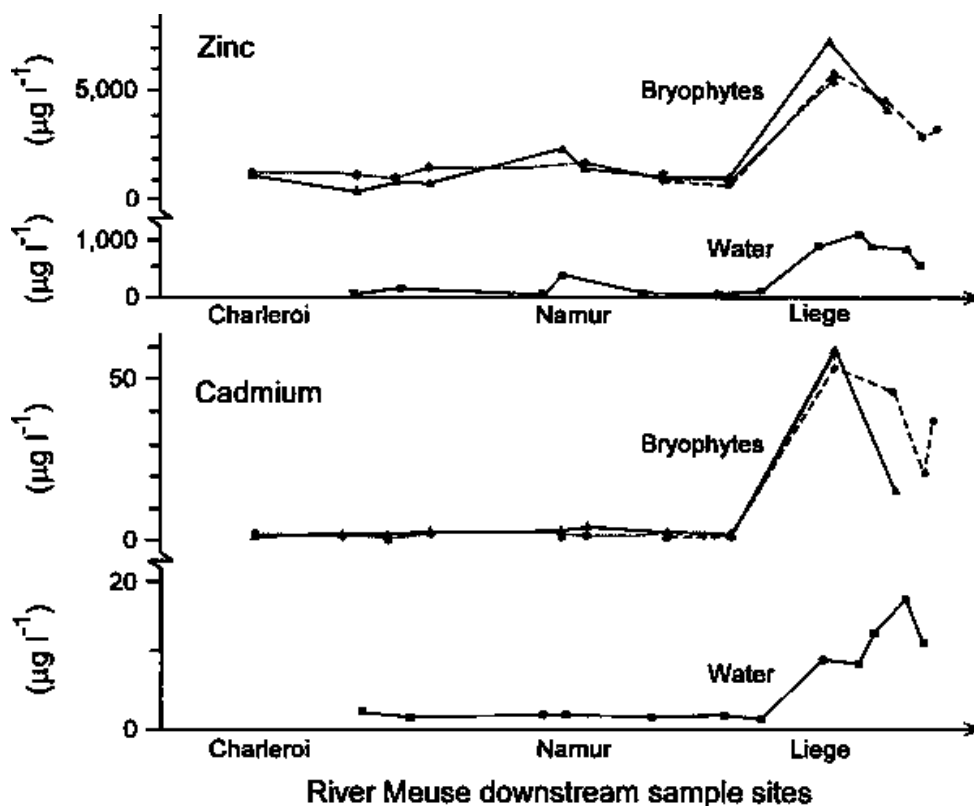 Zinc
(µg l⁻¹)
5,000
0
Bryophytes
(µg l⁻¹)
1,000
0
Water
Charleroi Namur Liege
Cadmium
(µg l⁻¹)
50
0
Bryophytes
(µg l⁻¹)
20
0
Water
Charleroi Namur Liege
River Meuse downstream sample sites